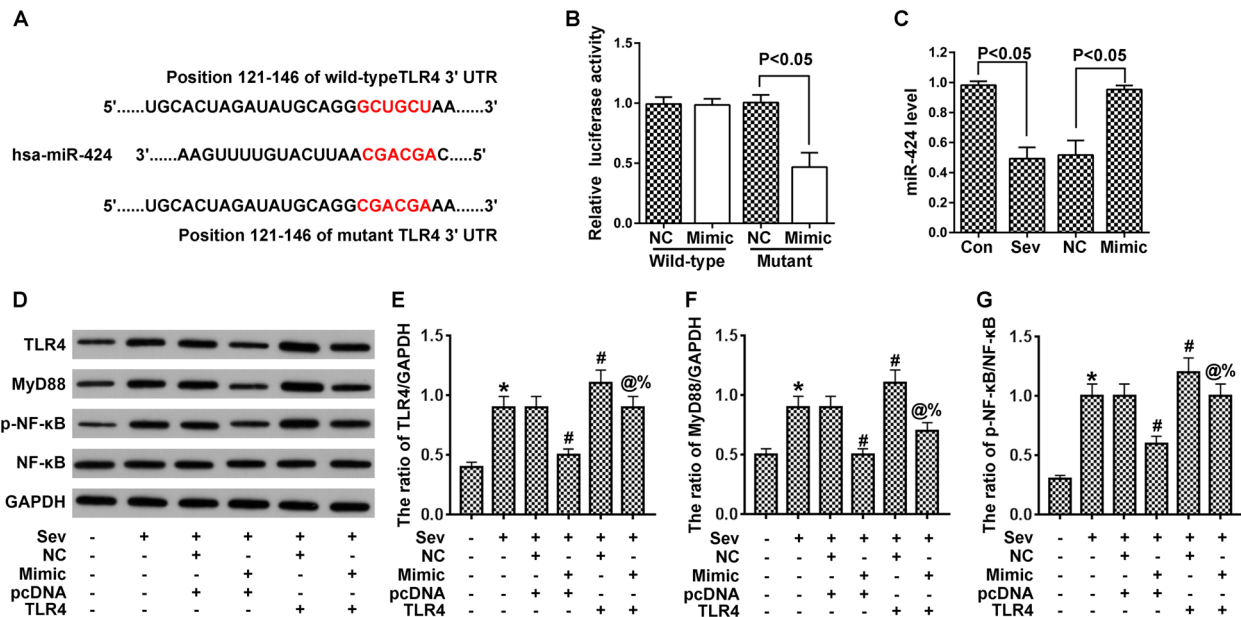 A
Position 121-146 of wild-typeTLR4 3' UTR
5'......UGCACUAGAUAUGCAGGGCUGCUAA......3'
hsa-miR-424 3'......AAGUUUUGUACUUAACGACGAC......5'
5'......UGCACUAGAUAUGCAGGCGACGAAA......3'
Position 121-146 of mutant TLR4 3' UTR
B
Relative luciferase activity
1.5
1.0
0.5
0.0
P<0.05
NC Mimic NC Mimic
Wild-type Mutant
C
miR-424 level
1.2
1.0
0.8
0.6
0.4
0.2
0.0
P<0.05 P<0.05
Con Sev NC Mimic
D
TLR4
MyD88
p-NF-κB
NF-κB
GAPDH
Sev - + + + + +
NC - - + - + -
Mimic - - - + - +
pcDNA - - + + - -
TLR4 - - - - + +
E
The ratio of TLR4/GAPDH
1.5
1.0
0.5
0.0
* # # @%
Sev - + + + + +
NC - - + - + -
Mimic - - - + - +
pcDNA - - + + - -
TLR4 - - - - + +
F
The ratio of MyD88/GAPDH
1.5
1.0
0.5
0.0
* # # @%
Sev - + + + + +
NC - - + - + -
Mimic - - - + - +
pcDNA - - + + - -
TLR4 - - - - + +
G
The ratio of p-NF-κB/NF-κB
1.5
1.0
0.5
0.0
* # # @%
Sev - + + + + +
NC - - + - + -
Mimic - - - + - +
pcDNA - - + + - -
TLR4 - - - - + +